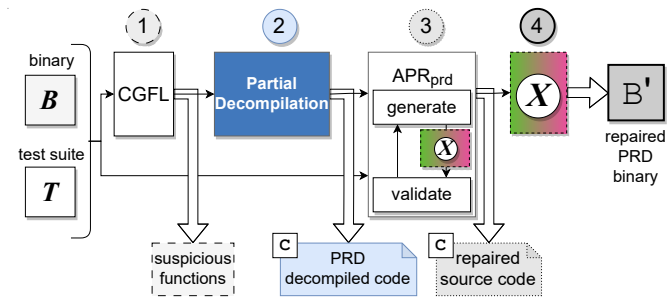 1
2
3
4
binary
B
test suite
T
CGFL
Partial
Decompilation
APRprd
generate
X
validate
X
B'
repaired
PRD
binary
suspicious
functions
C
PRD
decompiled code
C
repaired
source code